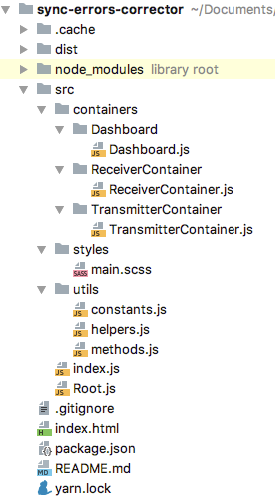 sync-errors-corrector ~/Documents/
.cache
dist
node_modules library root
src
containers
Dashboard
Dashboard.js
ReceiverContainer
ReceiverContainer.js
TransmitterContainer
TransmitterContainer.js
styles
main.scss
utils
constants.js
helpers.js
methods.js
index.js
Root.js
.gitignore
index.html
package.json
README.md
yarn.lock